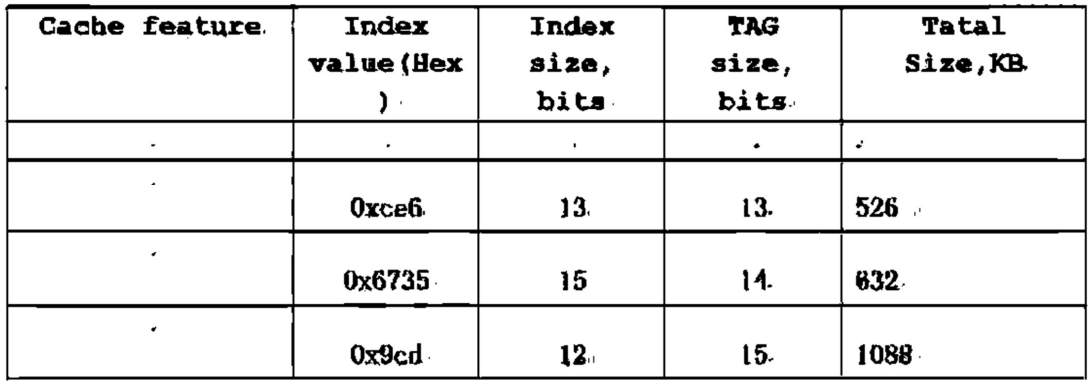 Cache feature Index value(Hex) Index size, bits TAG size, bits Tatal Size,KB
0xce6 13 13 526
0x6735 15 14 632
0x9cd 12 15 1088